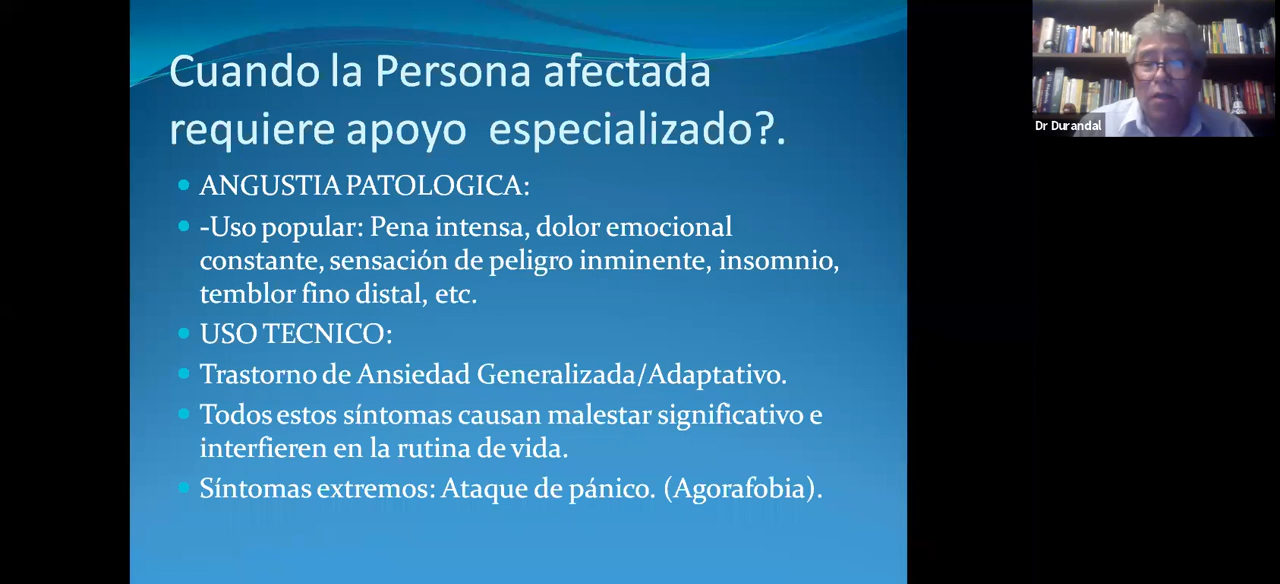 Cuando la Persona afectada
requiere apoyo especializado?.
ANGUSTIA PATOLOGICA:
-Uso popular: Pena intensa, dolor emocional
constante, sensación de peligro inminente, insomnio,
temblor fino distal, etc.
USO TECNICO:
Trastorno de Ansiedad Generalizada/Adaptativo.
Todos estos síntomas causan malestar significativo e
interfieren en la rutina de vida.
Síntomas extremos: Ataque de pánico. (Agorafobia).
Dr Durandal